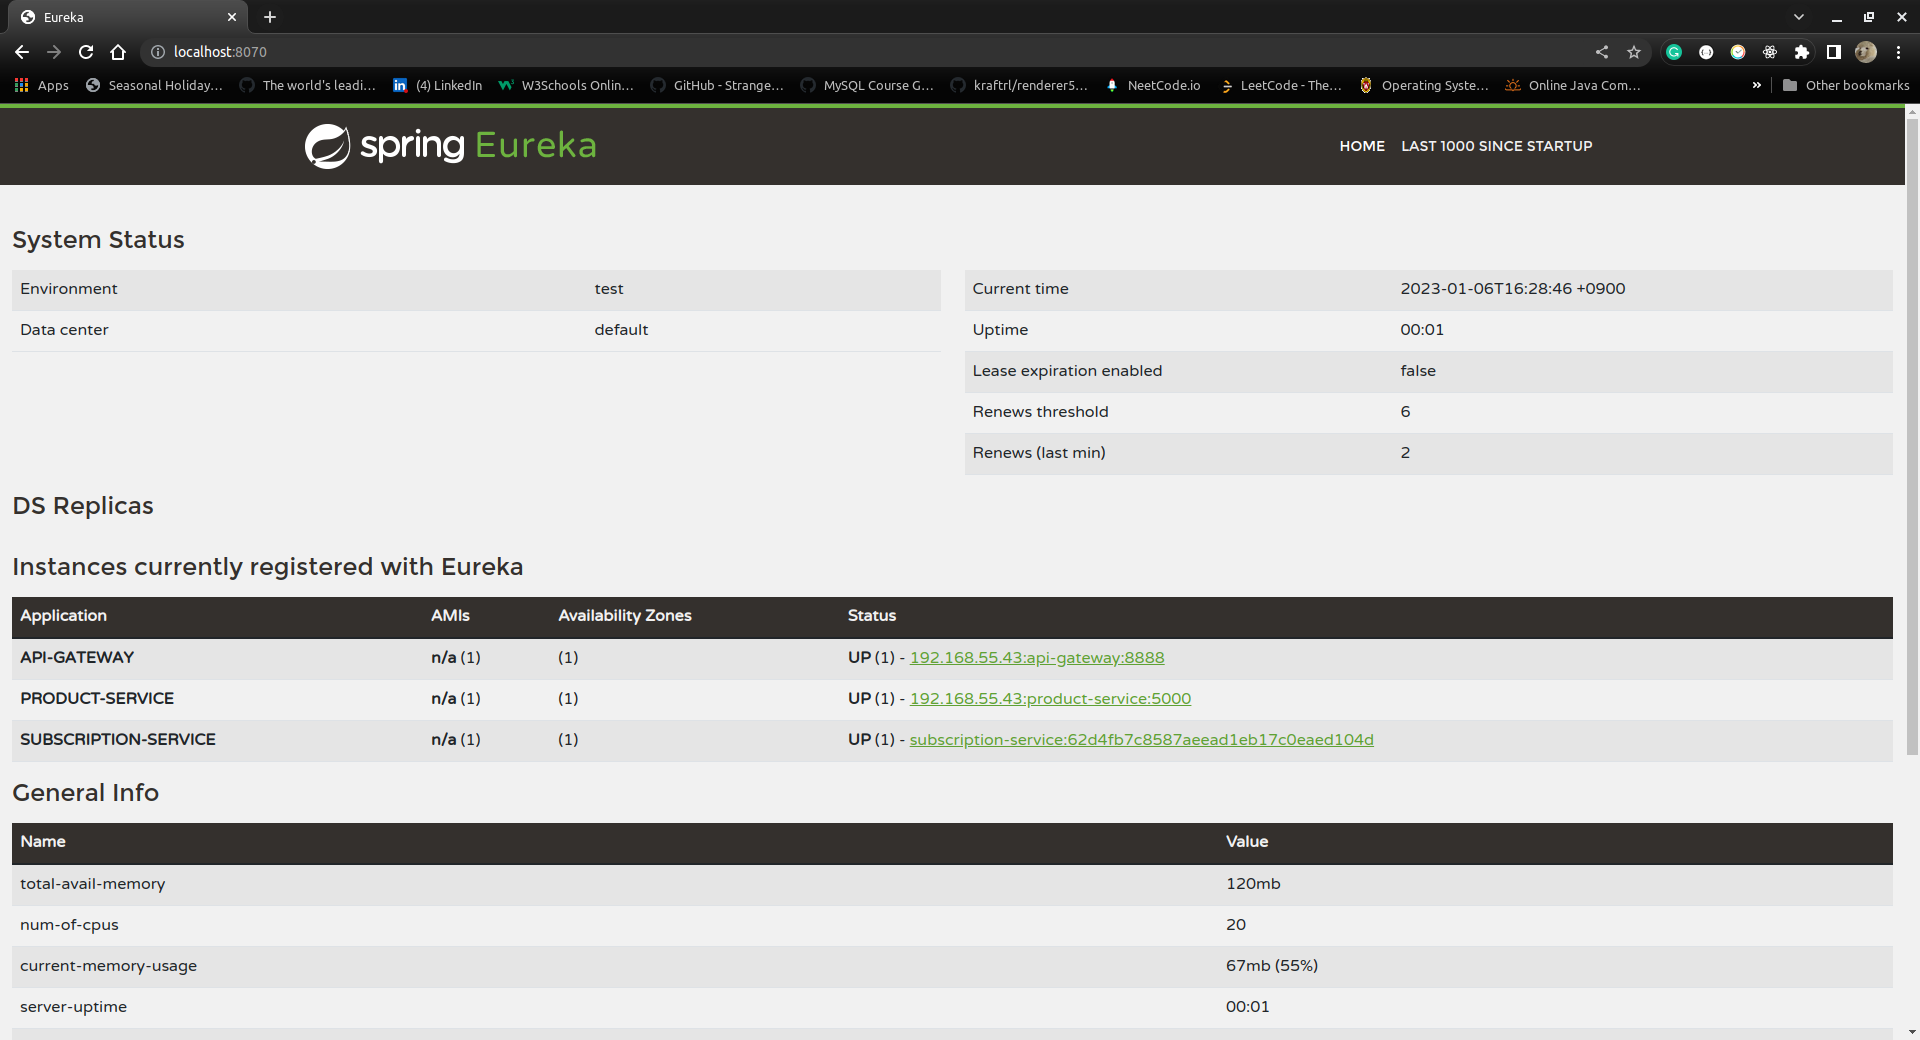 Eureka
localhost:8070
Apps
Seasonal Holiday...
The world's leadi...
(4) LinkedIn
W3Schools Onlin...
GitHub - Strange...
MySQL Course G...
kraftrl/renderer5...
NeetCode.io
LeetCode - The...
Operating Syste...
Online Java Com...
»
Other bookmarks
spring Eureka
HOME LAST 1000 SINCE STARTUP
System Status
Environment test
Data center default
Current time 2023-01-06T16:28:46 +0900
Uptime 00:01
Lease expiration enabled false
Renews threshold 6
Renews (last min) 2
DS Replicas
Instances currently registered with Eureka
Application AMIs Availability Zones Status
API-GATEWAY n/a (1) (1) UP (1) - 192.168.55.43:api-gateway:8888
PRODUCT-SERVICE n/a (1) (1) UP (1) - 192.168.55.43:product-service:5000
SUBSCRIPTION-SERVICE n/a (1) (1) UP (1) - subscription-service:62d4fb7c8587aeead1eb17c0eaed104d
General Info
Name Value
total-avail-memory 120mb
num-of-cpus 20
current-memory-usage 67mb (55%)
server-uptime 00:01